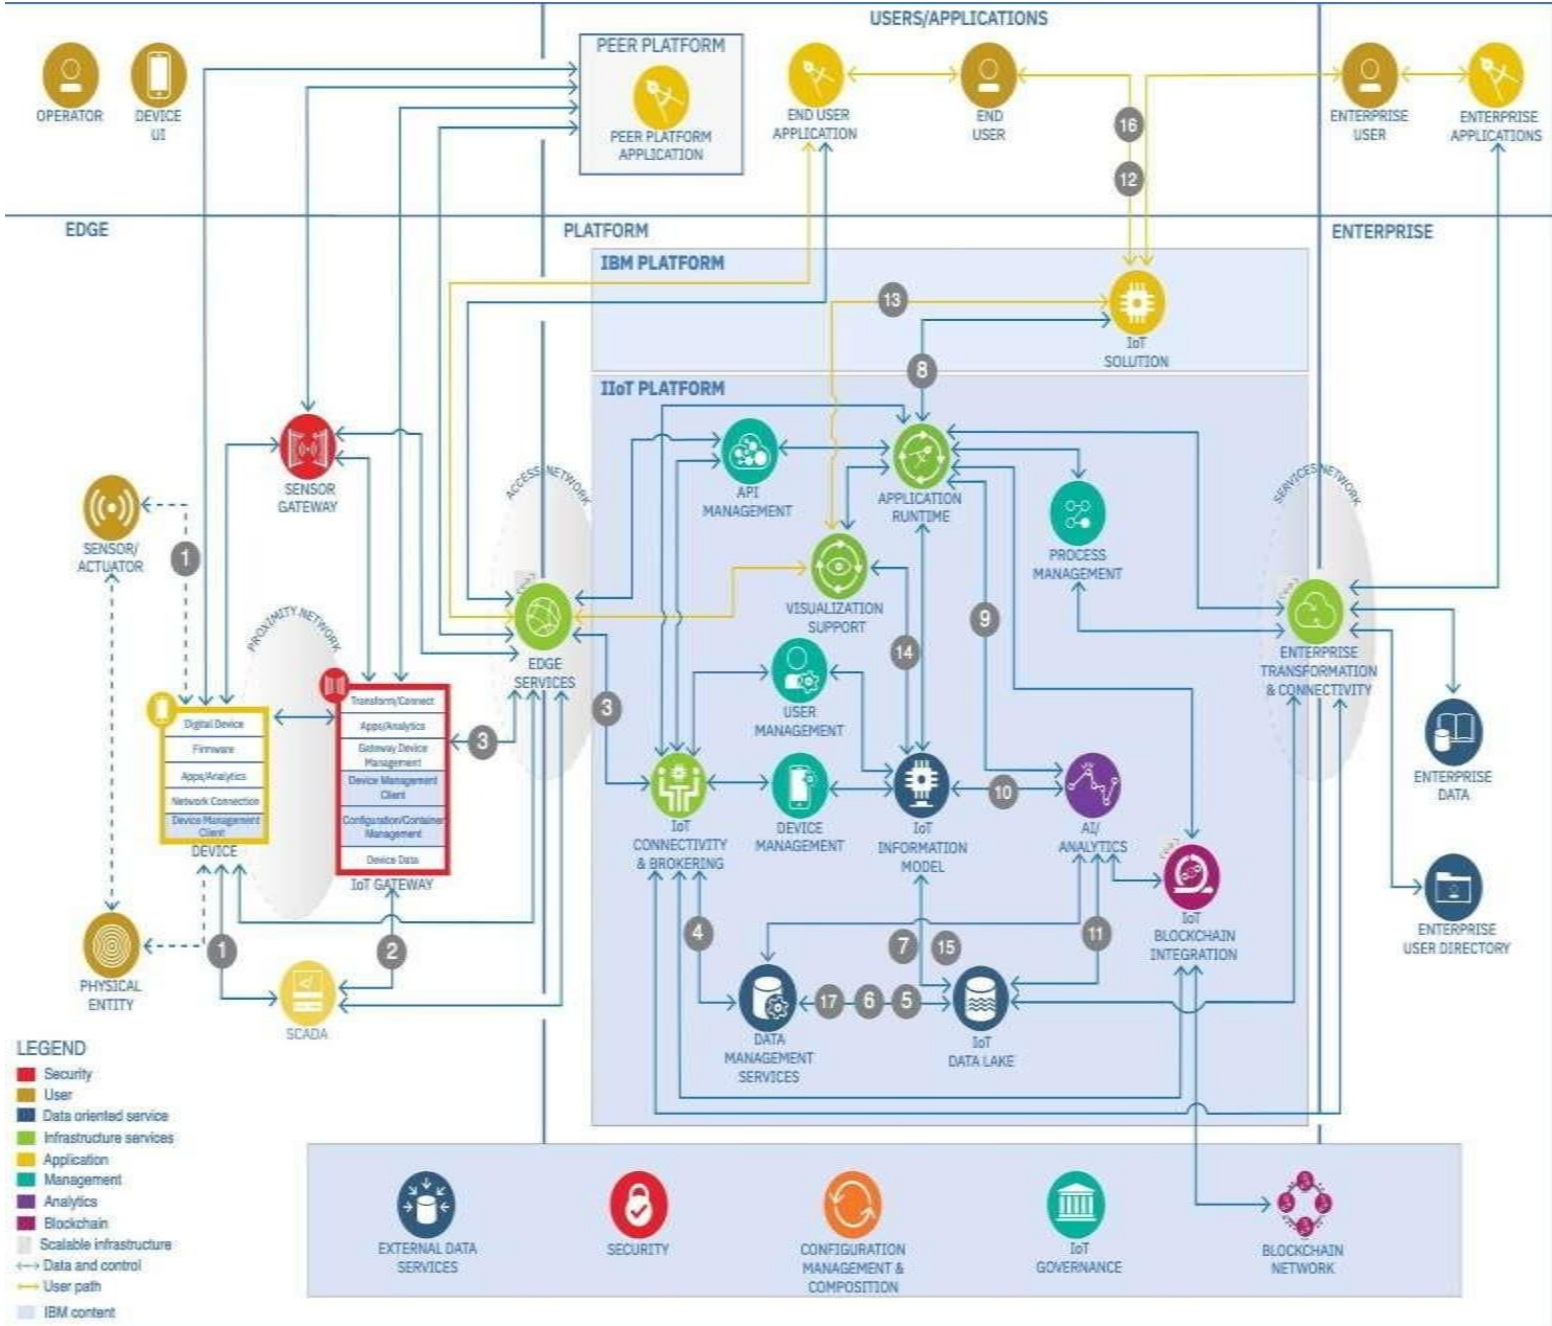 USERS/APPLICATIONS
OPERATOR
DEVICE
UI
PEER PLATFORM
PEER PLATFORM
APPLICATION
END USER
APPLICATION
END
USER
16
12
ENTERPRISE
USER
ENTERPRISE
APPLICATIONS
EDGE
PLATFORM
ENTERPRISE
IBM PLATFORM
13
IoT
SOLUTION
8
IIoT PLATFORM
SENSOR
GATEWAY
ACCESS NETWORK
API
MANAGEMENT
APPLICATION
RUNTIME
SERVICES NETWORK
SENSOR/
ACTUATOR
1
PROCESS
MANAGEMENT
VISUALIZATION
SUPPORT
9
14
PROXIMITY NETWORK
EDGE
SERVICES
3
3
USER
MANAGEMENT
ENTERPRISE
TRANSFORMATION
& CONNECTIVITY
Digital Device
Firmware
Apps/Analytics
Network Connection
Device Management
Client
DEVICE
Transform/Connect
Apps/Analytics
Gateway Device
Management
Device Management
Client
Configuration/Container
Management
Device Data
IoT GATEWAY
IoT
CONNECTIVITY
& BROKERING
DEVICE
MANAGEMENT
IoT
INFORMATION
MODEL
10
AI/
ANALYTICS
ENTERPRISE
DATA
IoT
BLOCKCHAIN
INTEGRATION
ENTERPRISE
USER DIRECTORY
1
2
4
7
15
11
PHYSICAL
ENTITY
SCADA
17
6
5
DATA
MANAGEMENT
SERVICES
IoT
DATA LAKE
LEGEND
Security
User
Data oriented service
Infrastructure services
Application
Management
Analytics
Blockchain
Scalable infrastructure
Data and control
User path
IBM content
EXTERNAL DATA
SERVICES
SECURITY
CONFIGURATION
MANAGEMENT &
COMPOSITION
IoT
GOVERNANCE
BLOCKCHAIN
NETWORK